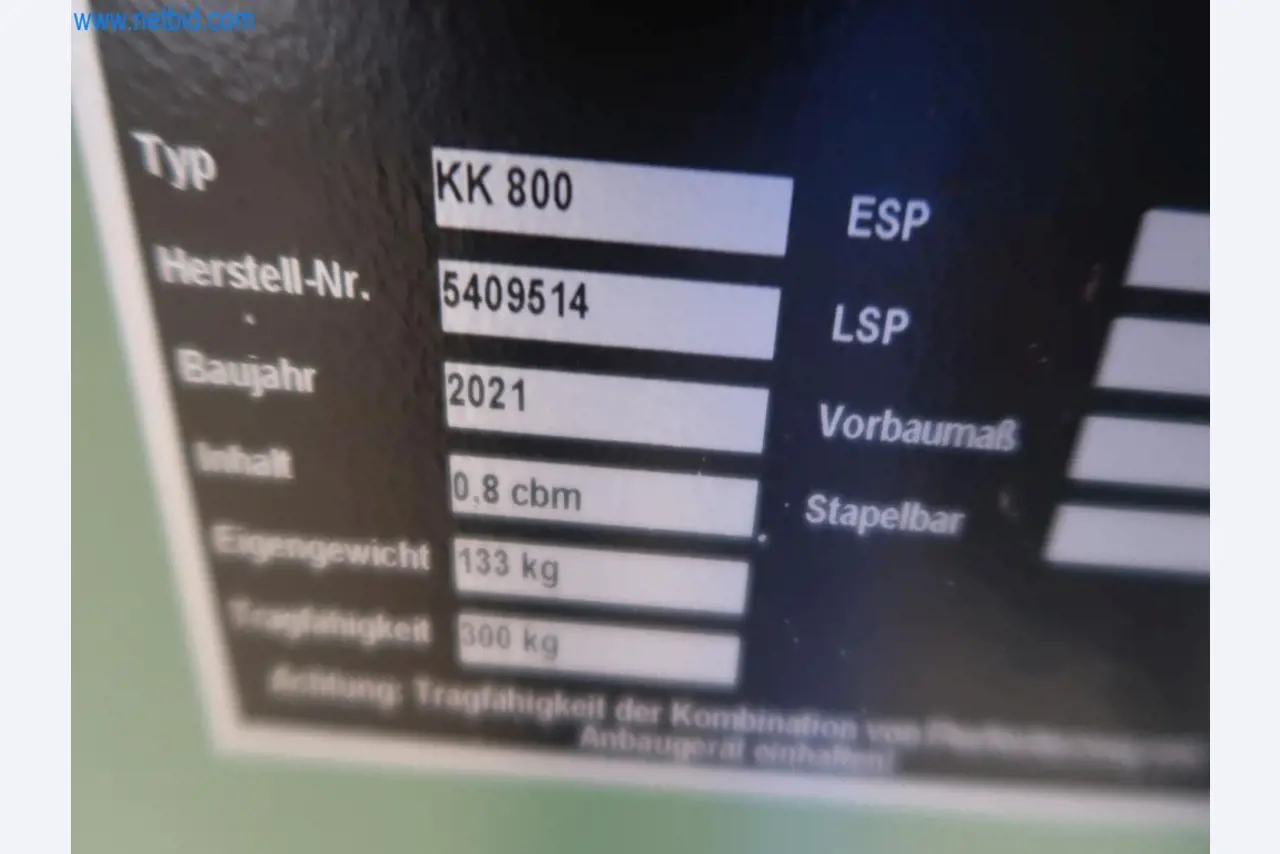 www.netbid.com
Typ KK 800 ESP
Herstell-Nr. 5409514 LSP
Baujahr 2021 Vorbaumaß
Inhalt 0,8 cbm Stapelbar
Eigengewicht 133 kg
Tragfähigkeit 300 kg
Achtung: Tragfähigkeit der Kombination von
Anbaugerät einhalten!